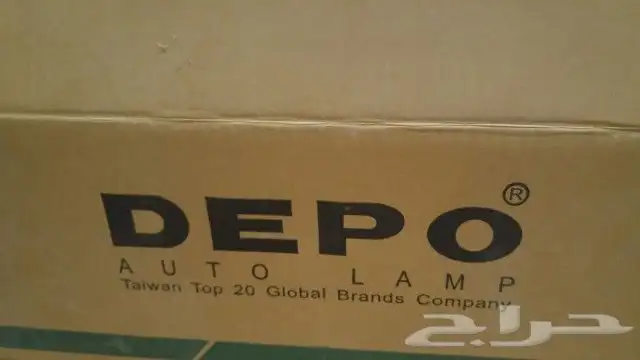 DEPO®
AUTO LAMP
Taiwan Top 20 Global Brands Company
حراج